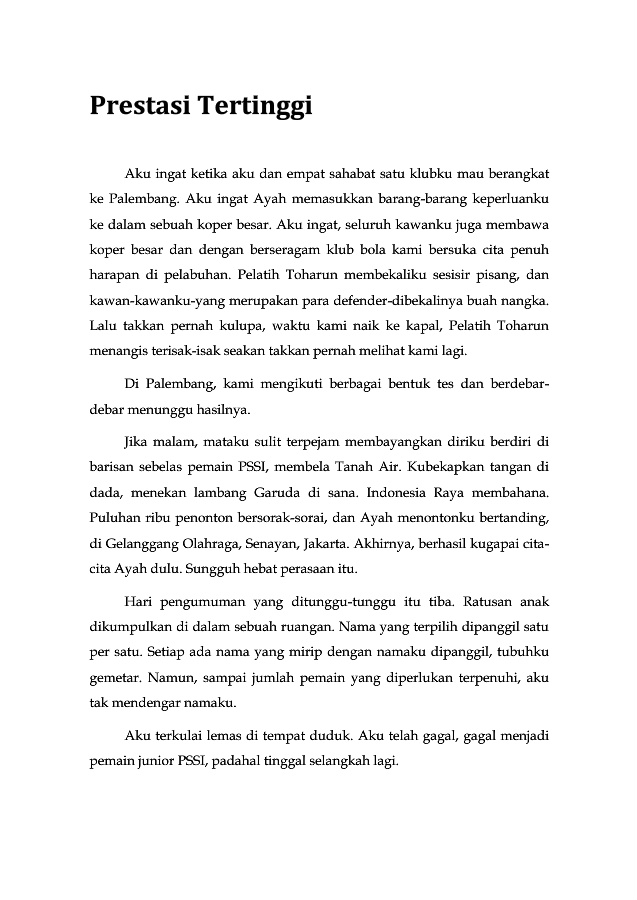 Prestasi Tertinggi
Aku ingat ketika aku dan empat sahabat satu klubku mau berangkat
ke Palembang. Aku ingat Ayah memasukkan barang-barang keperluanku
ke dalam sebuah koper besar. Aku ingat, seluruh kawanku juga membawa
koper besar dan dengan berseragam klub bola kami bersuka cita penuh
harapan di pelabuhan. Pelatih Toharun membekaliku sesisir pisang, dan
kawan-kawanku-yang merupakan para defender-dibekalinya buah nangka.
Lalu takkan pernah kulupa, waktu kami naik ke kapal, Pelatih Toharun
menangis terisak-isak seakan takkan pernah melihat kami lagi.
Di Palembang, kami mengikuti berbagai bentuk tes dan berdebar-
debar menunggu hasilnya.
Jika malam, mataku sulit terpejam membayangkan diriku berdiri di
barisan sebelas pemain PSSI, membela Tanah Air. Kubekapkan tangan di
dada, menekan lambang Garuda di sana. Indonesia Raya membahana.
Puluhan ribu penonton bersorak-sorai, dan Ayah menontonku bertanding,
di Gelanggang Olahraga, Senayan, Jakarta. Akhirnya, berhasil kugapai cita-
cita Ayah dulu. Sungguh hebat perasaan itu.
Hari pengumuman yang ditunggu-tunggu itu tiba. Ratusan anak
dikumpulkan di dalam sebuah ruangan. Nama yang terpilih dipanggil satu
per satu. Setiap ada nama yang mirip dengan namaku dipanggil, tubuhku
gemetar. Namun, sampai jumlah pemain yang diperlukan terpenuhi, aku
tak mendengar namaku.
Aku terkulai lemas di tempat duduk. Aku telah gagal, gagal menjadi
pemain junior PSSI, padahal tinggal selangkah lagi.